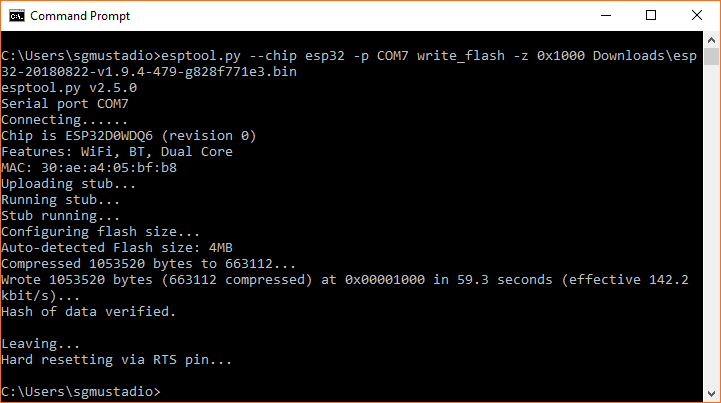 Command Prompt
C:\Users\sgmustadio>esptool.py --chip esp32 -p COM7 write_flash -z 0x1000 Downloads\esp
32-20180822-v1.9.4-479-g828f771e3.bin
esptool.py v2.5.0
Serial port COM7
Connecting......
Chip is ESP32D0WDQ6 (revision 0)
Features: WiFi, BT, Dual Core
MAC: 30:ae:a4:05:bf:b8
Uploading stub...
Running stub...
Stub running...
Configuring flash size...
Auto-detected Flash size: 4MB
Compressed 1053520 bytes to 663112...
Wrote 1053520 bytes (663112 compressed) at 0x00001000 in 59.3 seconds (effective 142.2
kbit/s)...
Hash of data verified.
Leaving...
Hard resetting via RTS pin...
C:\Users\sgmustadio>